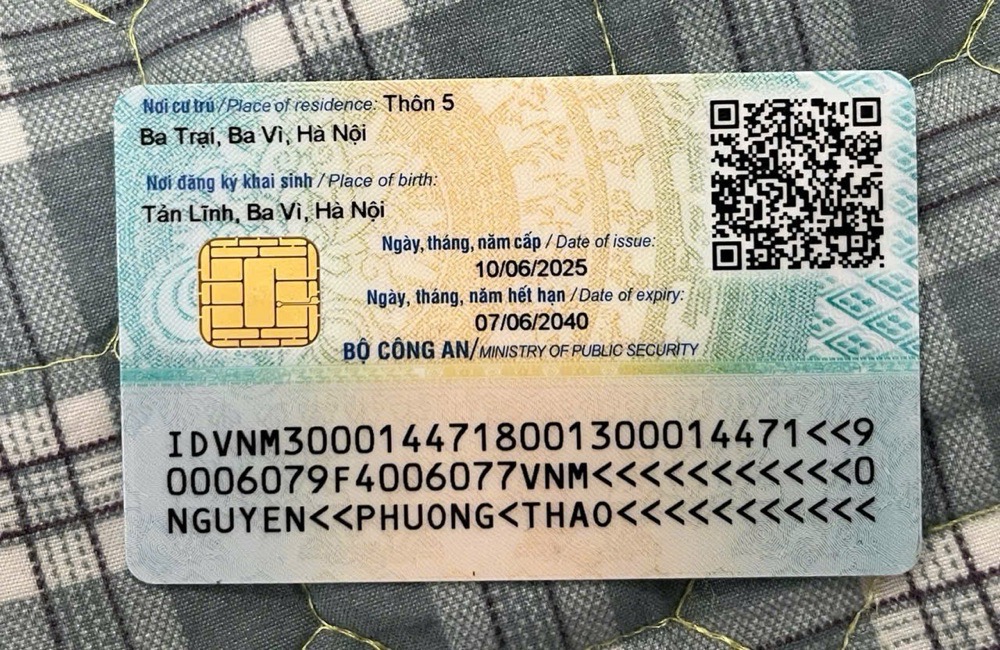 Nơi cư trú / Place of residence: Thôn 5
Ba Trại, Ba Vì, Hà Nội
Nơi đăng ký khai sinh / Place of birth:
Tản Lĩnh, Ba Vì, Hà Nội
Ngày, tháng, năm cấp / Date of issue:
10/06/2025
Ngày, tháng, năm hết hạn / Date of expiry:
07/06/2040
BỘ CÔNG AN/MINISTRY OF PUBLIC SECURITY
IDVNM3000144718001300014471<<9
0006079F4006077VNM<<<<<<<<<<<0
NGUYEN<<PHUONG<THAO<<<<<<<<<<<